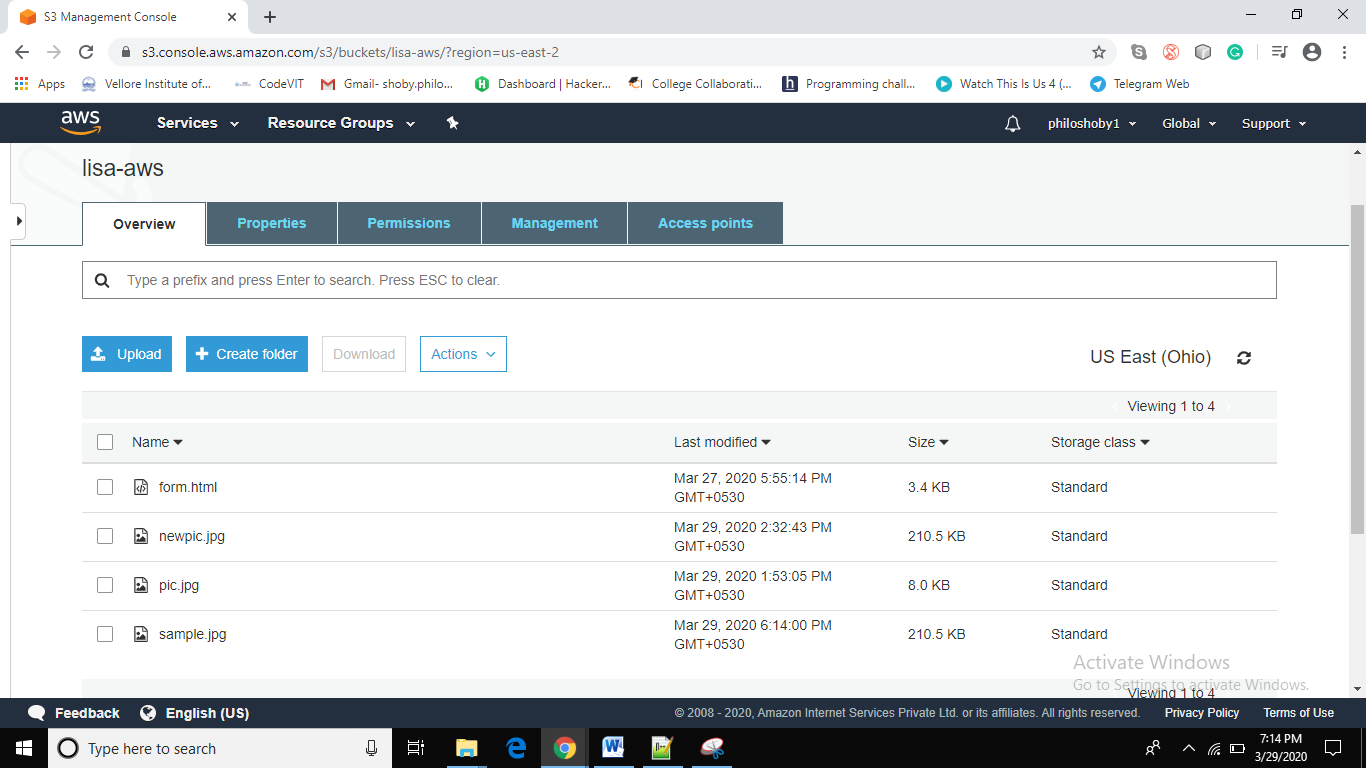 S3 Management Console
s3.console.aws.amazon.com/s3/buckets/lisa-aws/?region=us-east-2
Apps Vellore Institute of... CodeVIT Gmail- shoby.philo... Dashboard | Hacker... College Collaborati... Programming chall... Watch This Is Us 4 (... Telegram Web
aws Services Resource Groups philoshoby1 Global Support
lisa-aws
Overview Properties Permissions Management Access points
Type a prefix and press Enter to search. Press ESC to clear.
Upload + Create folder Download Actions US East (Ohio)
Viewing 1 to 4
Name Last modified Size Storage class
form.html Mar 27, 2020 5:55:14 PM GMT+0530 3.4 KB Standard
newpic.jpg Mar 29, 2020 2:32:43 PM GMT+0530 210.5 KB Standard
pic.jpg Mar 29, 2020 1:53:05 PM GMT+0530 8.0 KB Standard
sample.jpg Mar 29, 2020 6:14:00 PM GMT+0530 210.5 KB Standard
Activate Windows
Go to Settings to activate Windows.
Viewing 1 to 4
Feedback English (US) © 2008 - 2020, Amazon Internet Services Private Ltd. or its affiliates. All rights reserved. Privacy Policy Terms of Use
Type here to search
7:14 PM
3/29/2020